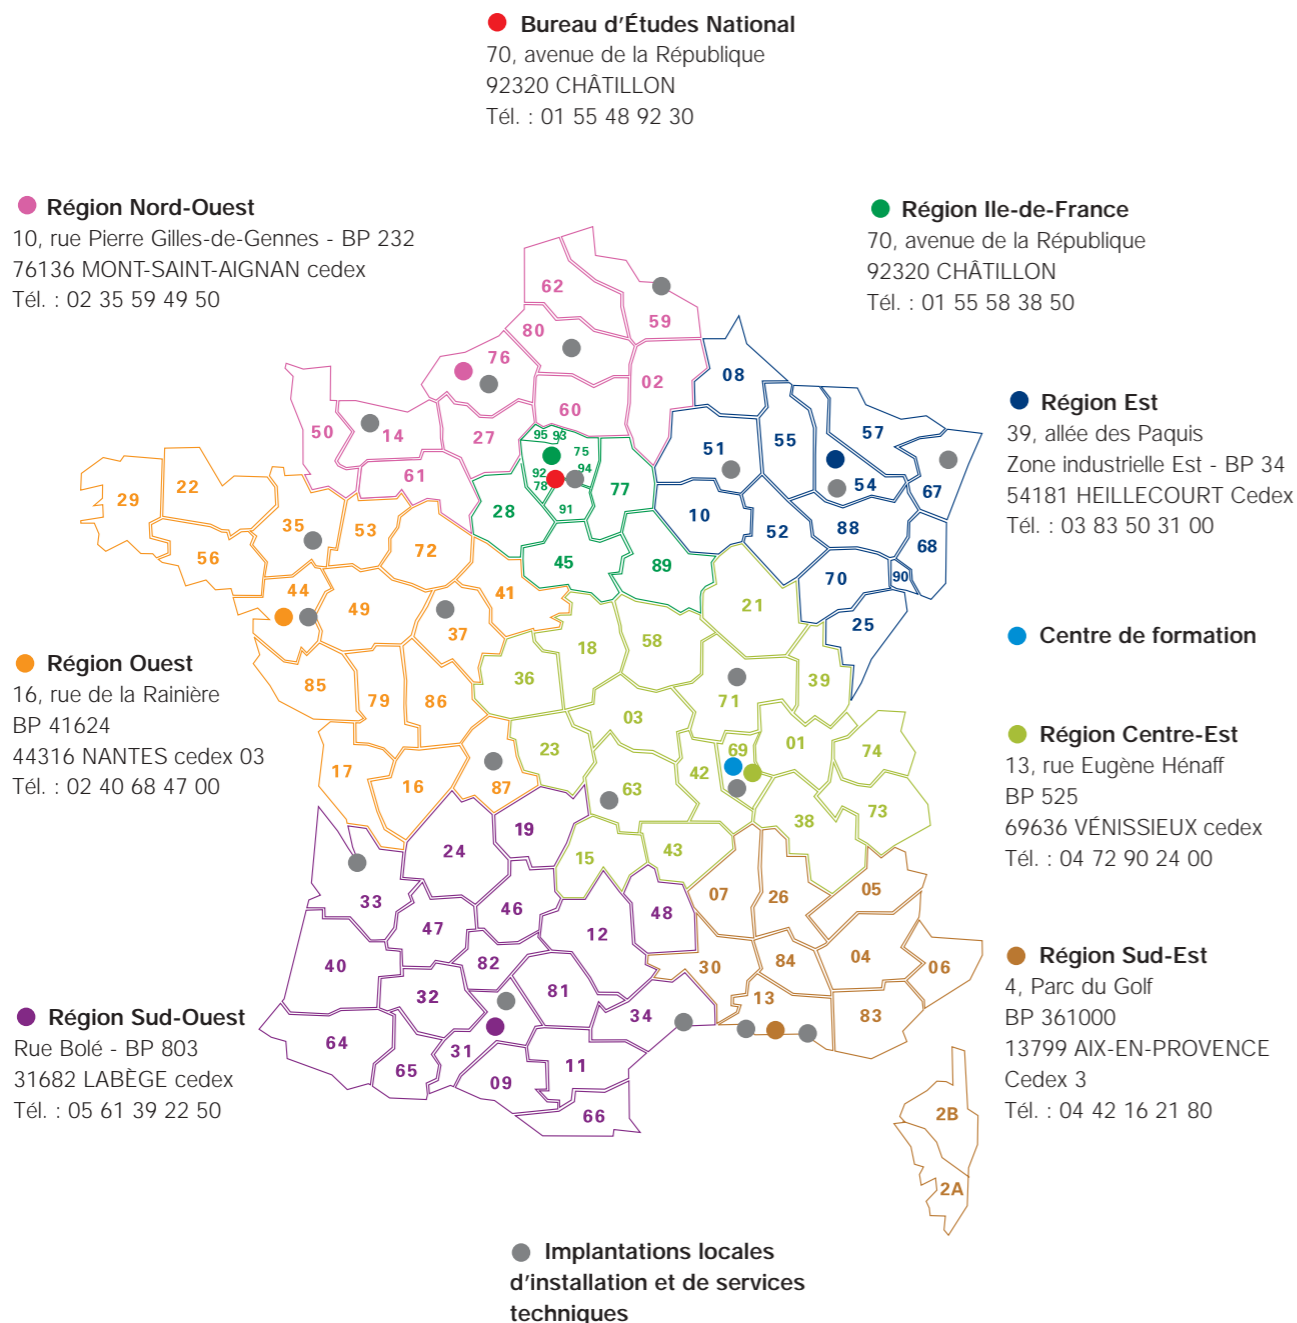 Bureau d'Études National
70, avenue de la République
92320 CHÂTILLON
Tél. : 01 55 48 92 30
Région Nord-Ouest
10, rue Pierre Gilles-de-Gennes - BP 232
76136 MONT-SAINT-AIGNAN cedex
Tél. : 02 35 59 49 50
Région Ile-de-France
70, avenue de la République
92320 CHÂTILLON
Tél. : 01 55 58 38 50
Région Est
39, allée des Paquis
Zone industrielle Est - BP 34
54181 HEILLECOURT Cedex
Tél. : 03 83 50 31 00
Centre de formation
Région Ouest
16, rue de la Rainière
BP 41624
44316 NANTES cedex 03
Tél. : 02 40 68 47 00
Région Centre-Est
13, rue Eugène Hénaff
BP 525
69636 VÉNISSIEUX cedex
Tél. : 04 72 90 24 00
Région Sud-Est
4, Parc du Golf
BP 361000
13799 AIX-EN-PROVENCE
Cedex 3
Tél. : 04 42 16 21 80
Région Sud-Ouest
Rue Bolé - BP 803
31682 LABÈGE cedex
Tél. : 05 61 39 22 50
62
59
80
76
02
08
60
50
14
27
61
95 93
75
92
94
78
91
77
28
45
89
51
55
57
54
67
10
52
88
68
70
90
25
29
22
35
53
72
56
44
49
41
37
85
79
86
17
16
87
18
58
21
36
71
39
03
23
69
01
74
42
63
73
38
15
43
19
24
33
46
48
47
12
40
82
32
81
34
64
31
65
09
11
66
07
26
05
30
84
04
06
13
83
2B
2A
Implantations locales
d'installation et de services
techniques